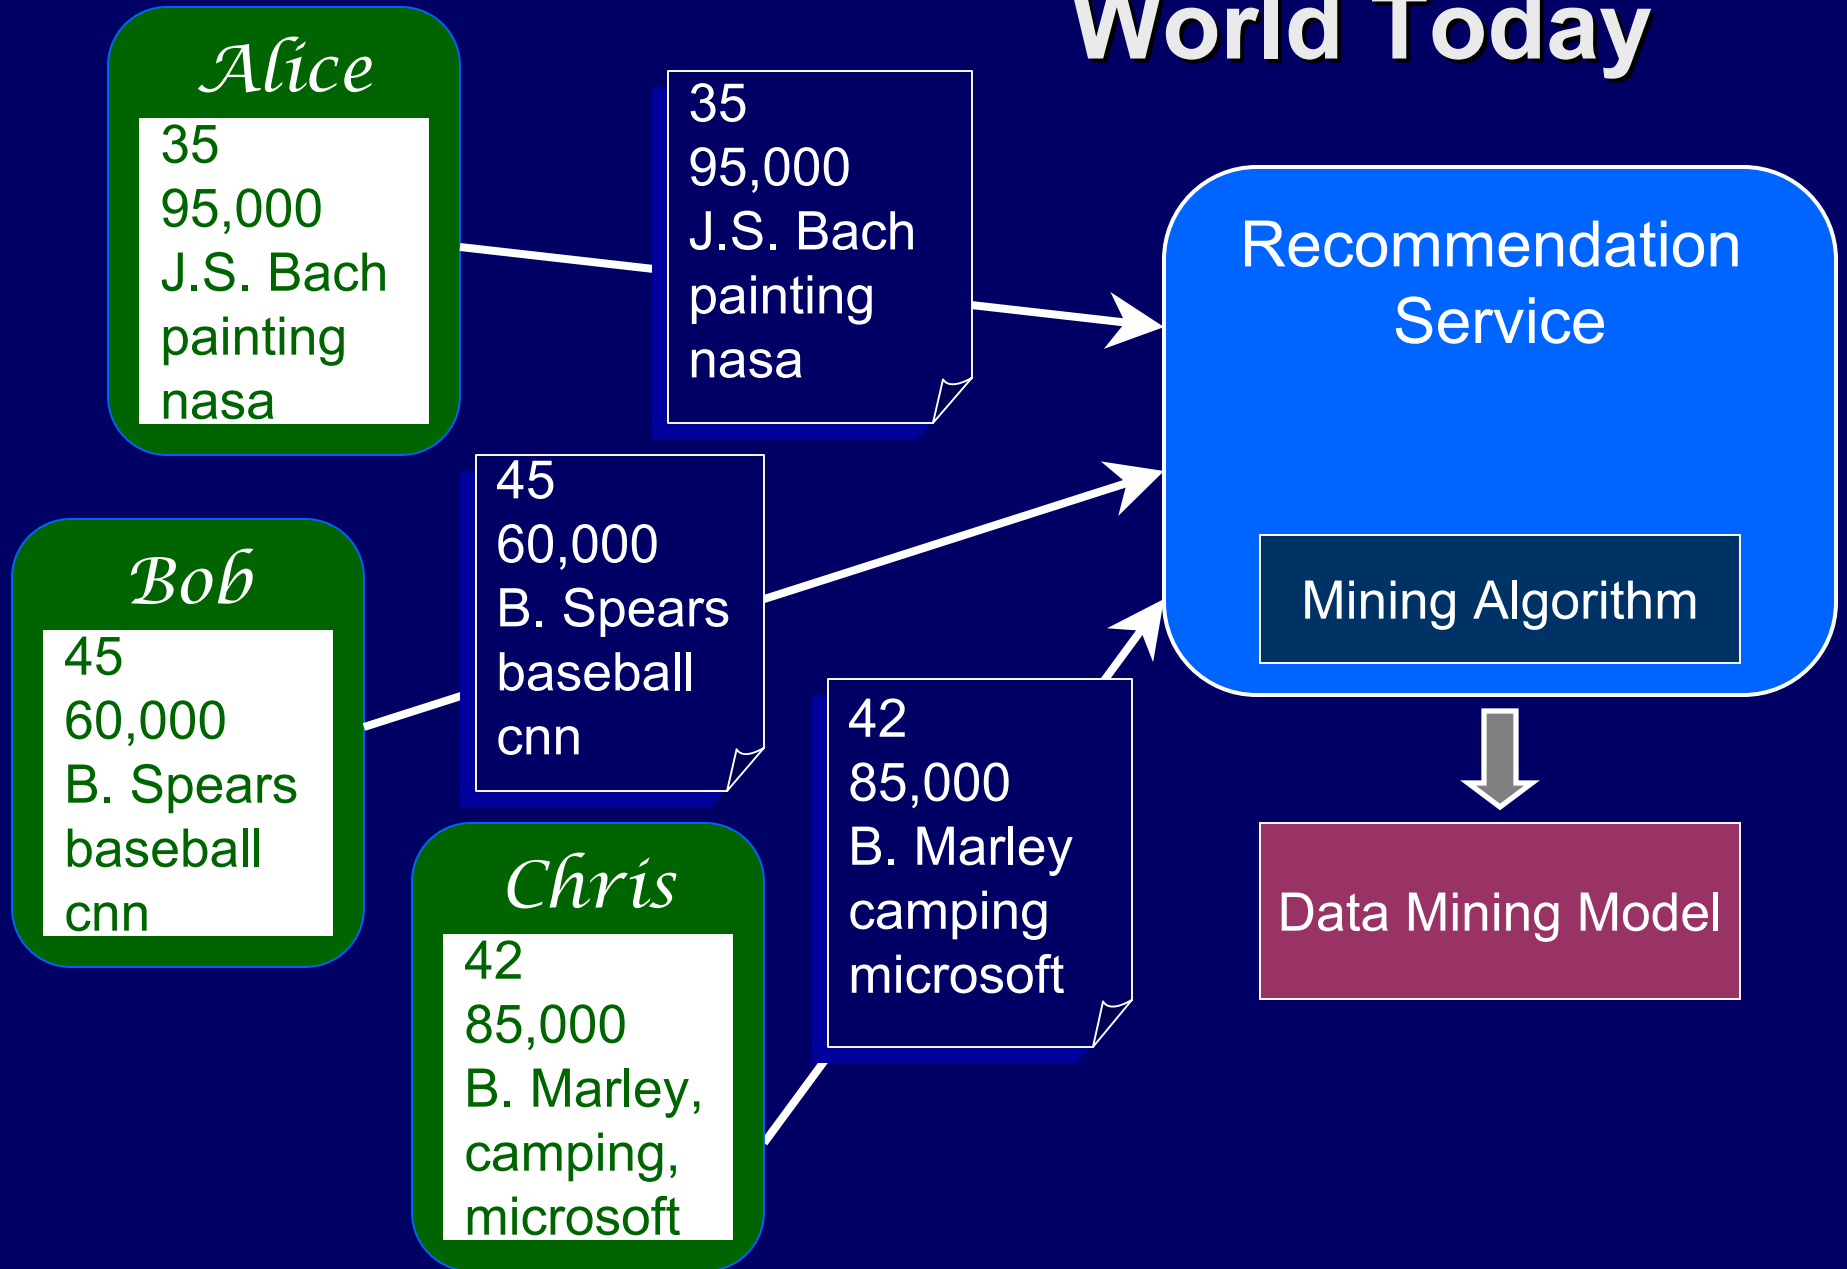 World Today
Alice
35
95,000
J.S. Bach
painting
nasa
35
95,000
J.S. Bach
painting
nasa
Bob
45
60,000
B. Spears
baseball
cnn
45
60,000
B. Spears
baseball
cnn
Chris
42
85,000
B. Marley,
camping,
microsoft
42
85,000
B. Marley
camping
microsoft
Recommendation
Service
Mining Algorithm
Data Mining Model